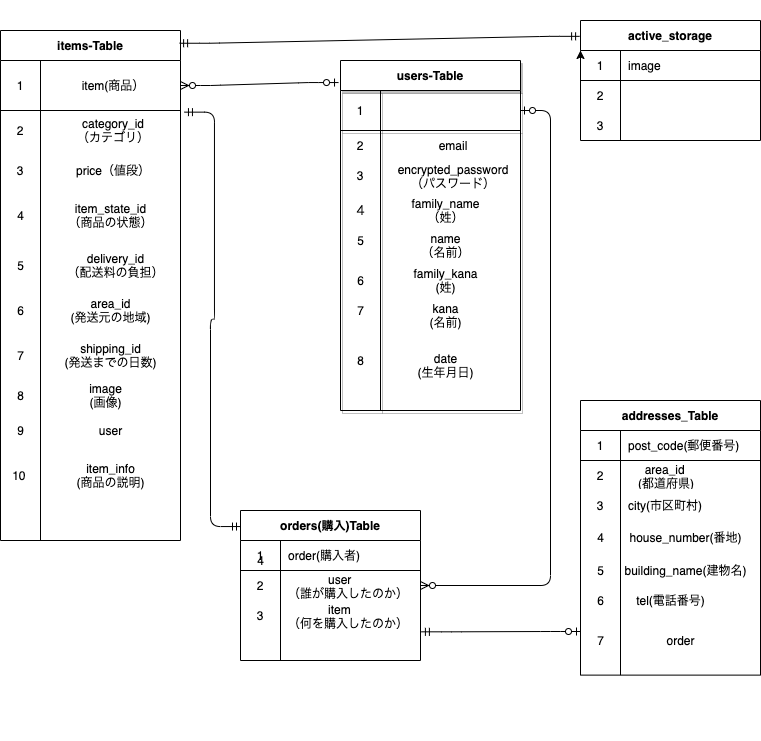 items-Table
1
item(商品）
2
category_id
（カテゴリ）
3
price（値段）
4
item_state_id
（商品の状態）
5
delivery_id
（配送料の負担）
6
area_id
（発送元の地域)
7
shipping_id
（発送までの日数)
8
image
(画像)
9
user
10
item_info
(商品の説明)
users-Table
1
2
email
3
encrypted_password
（パスワード）
4
family_name
（姓）
5
name
（名前）
6
family_kana
(姓)
7
kana
(名前)
8
date
(生年月日)
active_storage
1
image
2
3
orders(購入)Table
1
4
order(購入者)
2
user
（誰が購入したのか）
3
item
（何を購入したのか）
addresses_Table
1
post_code(郵便番号)
2
area_id
(都道府県)
3
city(市区町村)
4
house_number(番地)
5
building_name(建物名)
6
tel(電話番号)
7
order